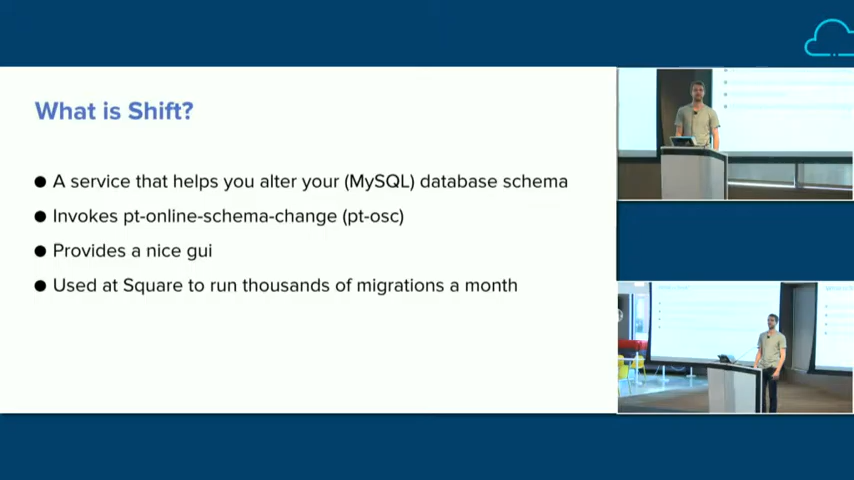 What is Shift?
● A service that helps you alter your (MySQL) database schema
● Invokes pt-online-schema-change (pt-osc)
● Provides a nice gui
● Used at Square to run thousands of migrations a month